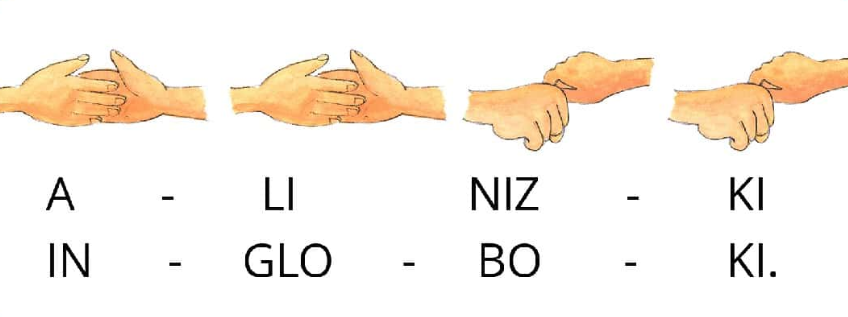 A - LI NIZ - KI
IN - GLO - BO - KI.